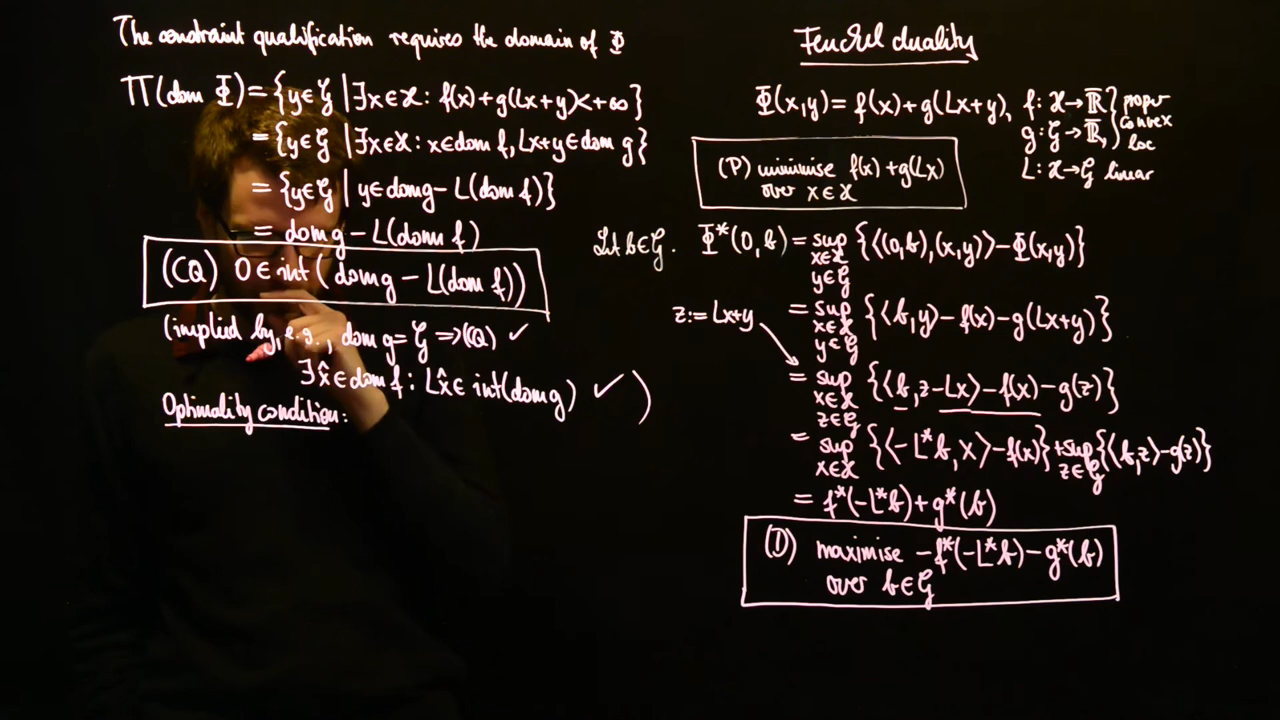 The constraint qualification requires the domain of Φ
Π(dom Φ) = {y∈𝒢 | ∃x∈𝓗: f(x)+g(Lx+y)<+∞}
= {y∈𝒢 | ∃x∈𝓗: x∈dom f, Lx+y∈dom g}
= {y∈𝒢 | y∈dom g − L(dom f)}
= dom g − L(dom f)
(CQ) 0∈int(dom g − L(dom f))
(implied by, e.g., dom g = 𝒢 ⇒ (CQ) ✓
∃x̂∈dom f: Lx̂∈int(dom g) ✓ )
Optimality condition:
Fenchel duality
Φ(x,y) = f(x)+g(Lx+y), f: 𝓗→ℝ̄ } proper
g: 𝒢→ℝ̄, } convex
lsc
L: 𝓗→𝒢 linear
(P) minimise f(x)+g(Lx)
over x∈𝓗
Let b∈𝒢. Φ*(0,b) = sup {⟨(0,b),(x,y)⟩−Φ(x,y)}
x∈𝓗
y∈𝒢
= sup {⟨b,y⟩−f(x)−g(Lx+y)}
x∈𝓗
y∈𝒢
z:=Lx+y
= sup {⟨b,z−Lx⟩−f(x)−g(z)}
x∈𝓗
z∈𝒢
= sup {⟨−L*b,x⟩−f(x)}+sup{⟨b,z⟩−g(z)}
x∈𝓗 z∈𝒢
= f*(−L*b)+g*(b)
(D) maximise −f*(−L*b)−g*(b)
over b∈𝒢